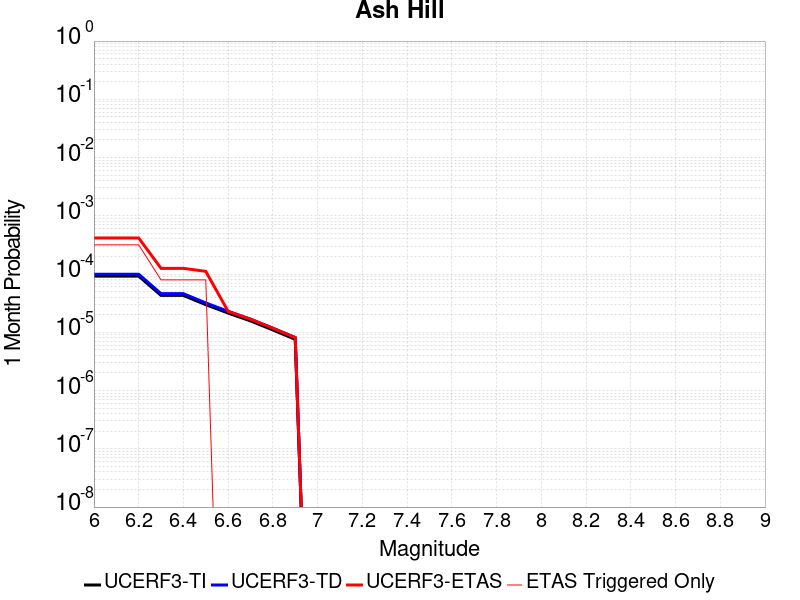 Ash Hill
10^0
10^-1
10^-2
10^-3
10^-4
10^-5
10^-6
10^-7
10^-8
1 Month Probability
6 6.2 6.4 6.6 6.8 7 7.2 7.4 7.6 7.8 8 8.2 8.4 8.6 8.8 9
Magnitude
UCERF3-TI UCERF3-TD UCERF3-ETAS ETAS Triggered Only